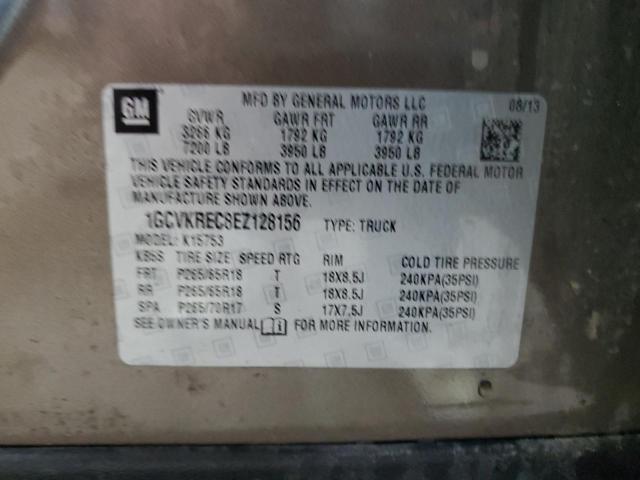 GM
MFD BY GENERAL MOTORS LLC 08/13
GVWR GAWR FRT GAWR RR
3266 KG 1792 KG 1792 KG
7200 LB 3950 LB 3950 LB
THIS VEHICLE CONFORMS TO ALL APPLICABLE U.S. FEDERAL MOTOR
VEHICLE SAFETY STANDARDS IN EFFECT ON THE DATE OF
MANUFACTURE SHOWN ABOVE.
1GCVKREC8EZ128156 TYPE: TRUCK
MODEL: K15753
KB5S TIRE SIZE SPEED RTG RIM COLD TIRE PRESSURE
FRT P265/65R18 T 18X8.5J 240KPA(35PSI)
RR P265/65R18 T 18X8.5J 240KPA(35PSI)
SPA P265/70R17 S 17X7.5J 240KPA(35PSI)
SEE OWNER'S MANUAL FOR MORE INFORMATION.